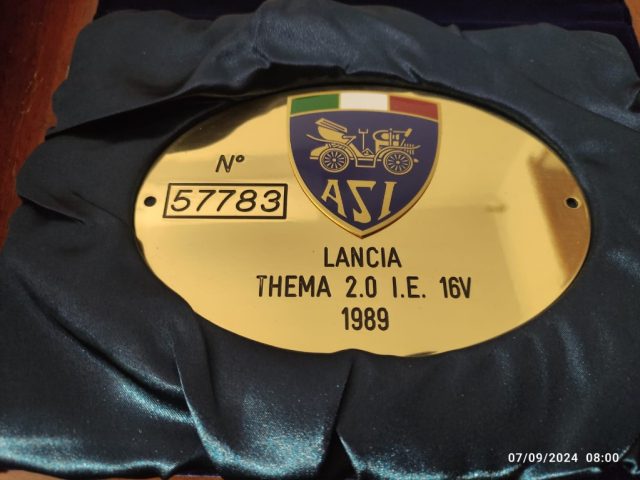 N°
57783
ASI
LANCIA
THEMA 2.0 I.E. 16V
1989
07/09/2024 08:00